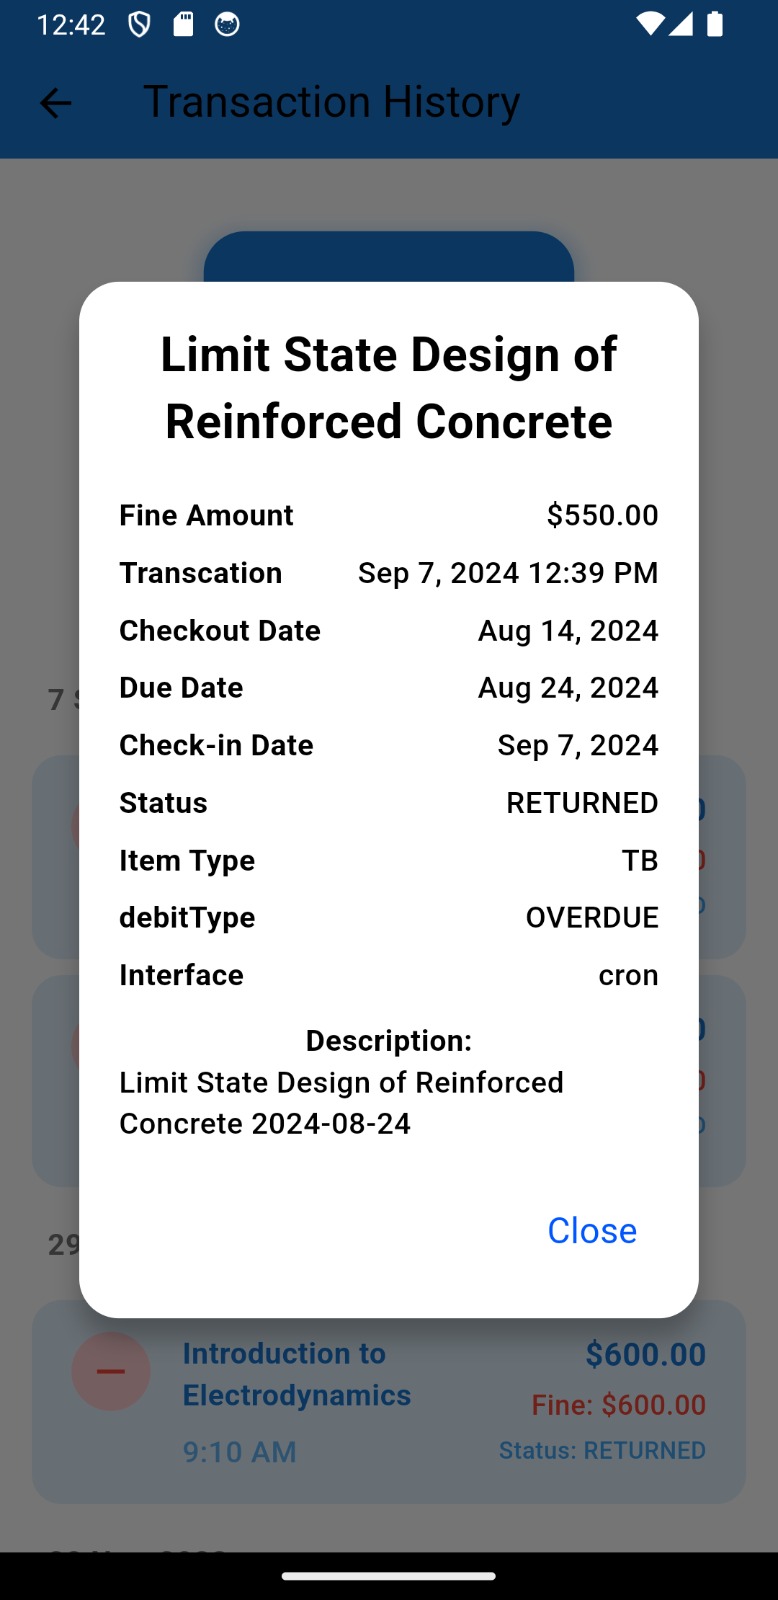 12:42
Transaction History
Limit State Design of
Reinforced Concrete
Fine Amount $550.00
Transcation Sep 7, 2024 12:39 PM
Checkout Date Aug 14, 2024
Due Date Aug 24, 2024
Check-in Date Sep 7, 2024
Status RETURNED
Item Type TB
debitType OVERDUE
Interface cron
Description:
Limit State Design of Reinforced
Concrete 2024-08-24
Close
7
29
Introduction to $600.00
Electrodynamics Fine: $600.00
9:10 AM Status: RETURNED